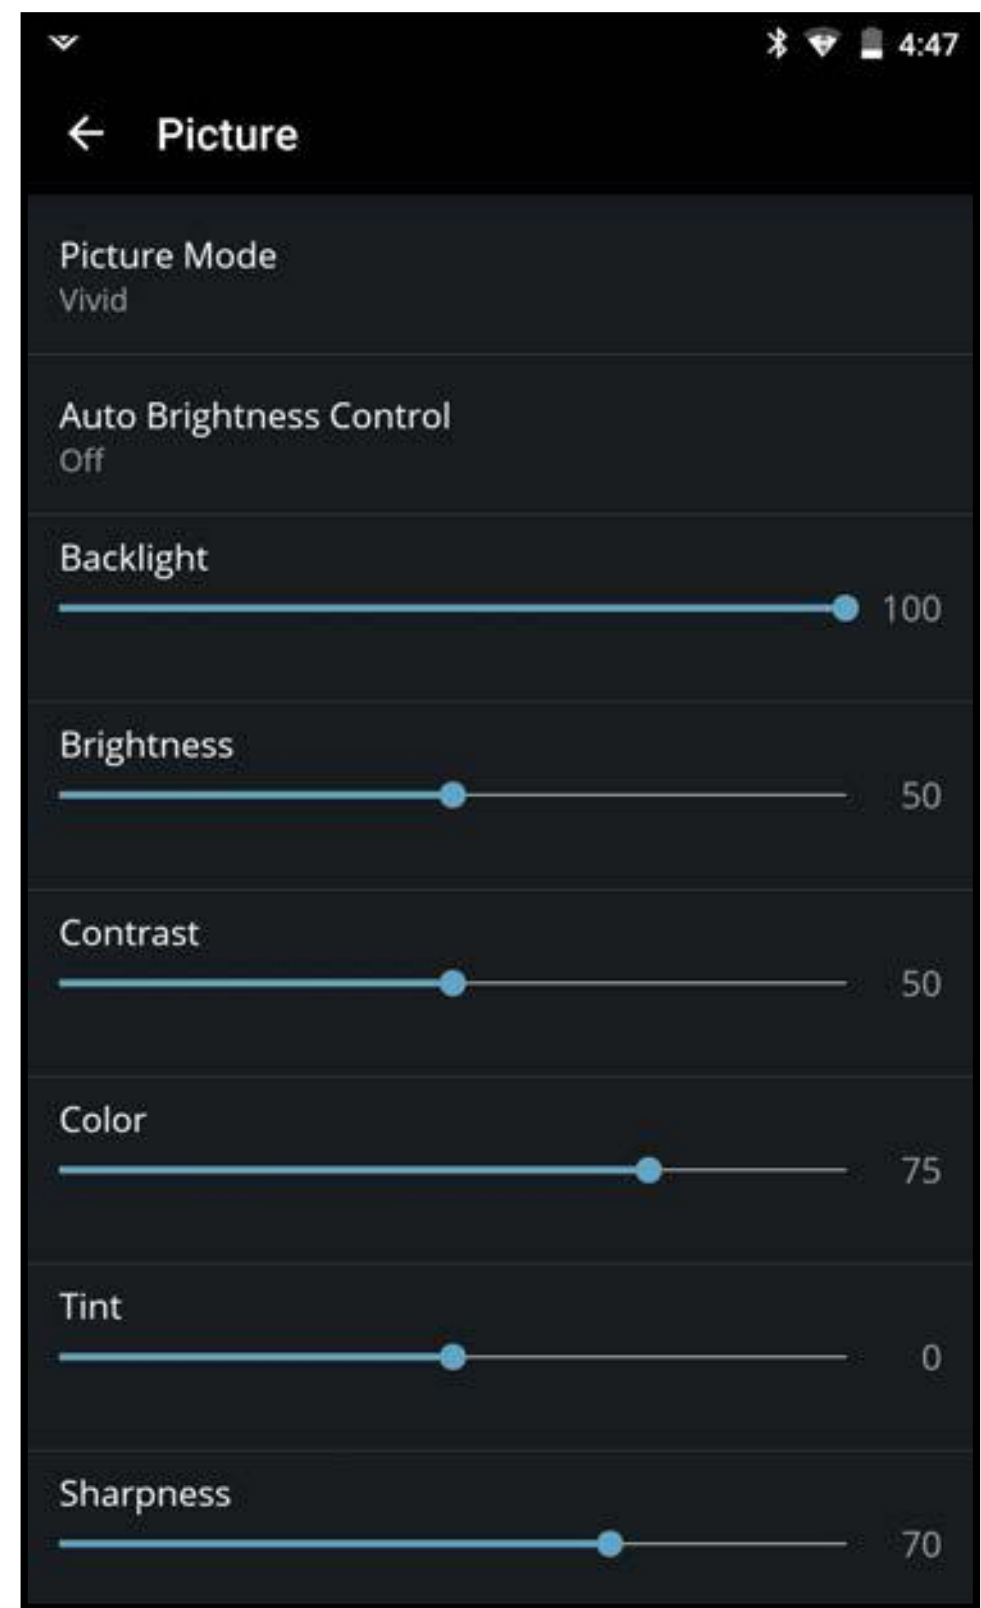 4:47
Picture
Picture Mode
Vivid
Auto Brightness Control
Off
Backlight
100
Brightness
50
Contrast
50
Color
75
Tint
0
Sharpness
70